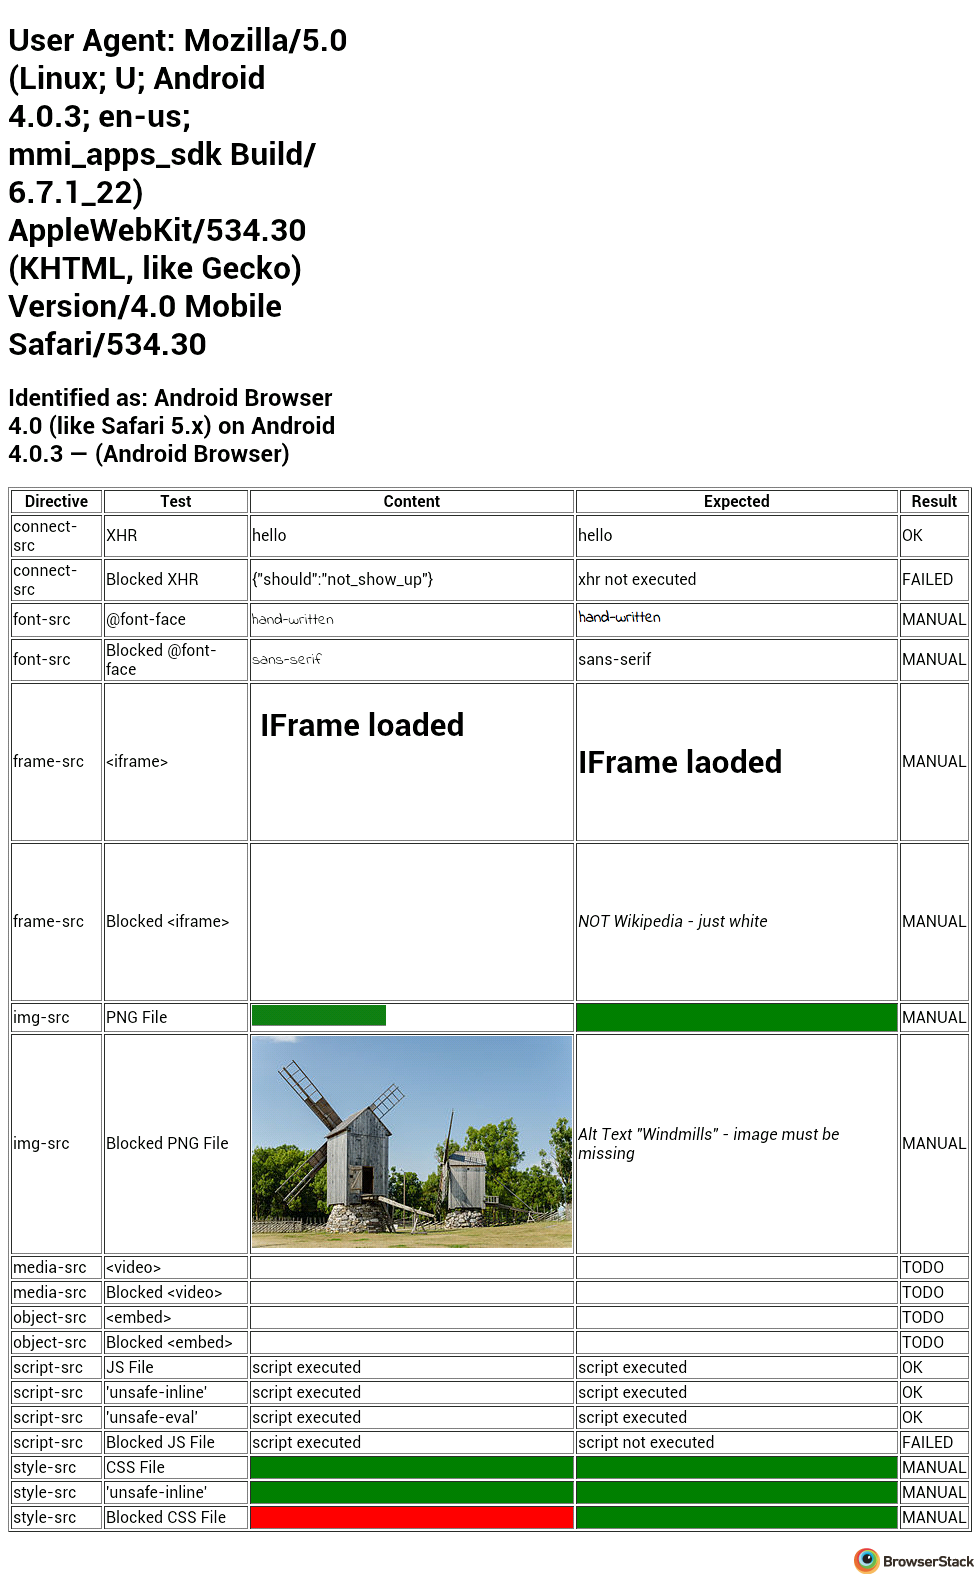 User Agent: Mozilla/5.0
(Linux; U; Android
4.0.3; en-us;
mmi_apps_sdk Build/
6.7.1_22)
AppleWebKit/534.30
(KHTML, like Gecko)
Version/4.0 Mobile
Safari/534.30
Identified as: Android Browser
4.0 (like Safari 5.x) on Android
4.0.3 — (Android Browser)
Directive Test Content Expected Result
connect-
src XHR hello hello OK
connect-
src Blocked XHR {"should":"not_show_up"} xhr not executed FAILED
font-src @font-face hand-written hand-written MANUAL
font-src Blocked @font-
face sans-serif sans-serif MANUAL
frame-src <iframe> IFrame loaded IFrame laoded MANUAL
frame-src Blocked <iframe> NOT Wikipedia - just white MANUAL
img-src PNG File MANUAL
img-src Blocked PNG File Alt Text "Windmills" - image must be
missing MANUAL
media-src <video> TODO
media-src Blocked <video> TODO
object-src <embed> TODO
object-src Blocked <embed> TODO
script-src JS File script executed script executed OK
script-src 'unsafe-inline' script executed script executed OK
script-src 'unsafe-eval' script executed script executed OK
script-src Blocked JS File script executed script not executed FAILED
style-src CSS File MANUAL
style-src 'unsafe-inline' MANUAL
style-src Blocked CSS File MANUAL
BrowserStack